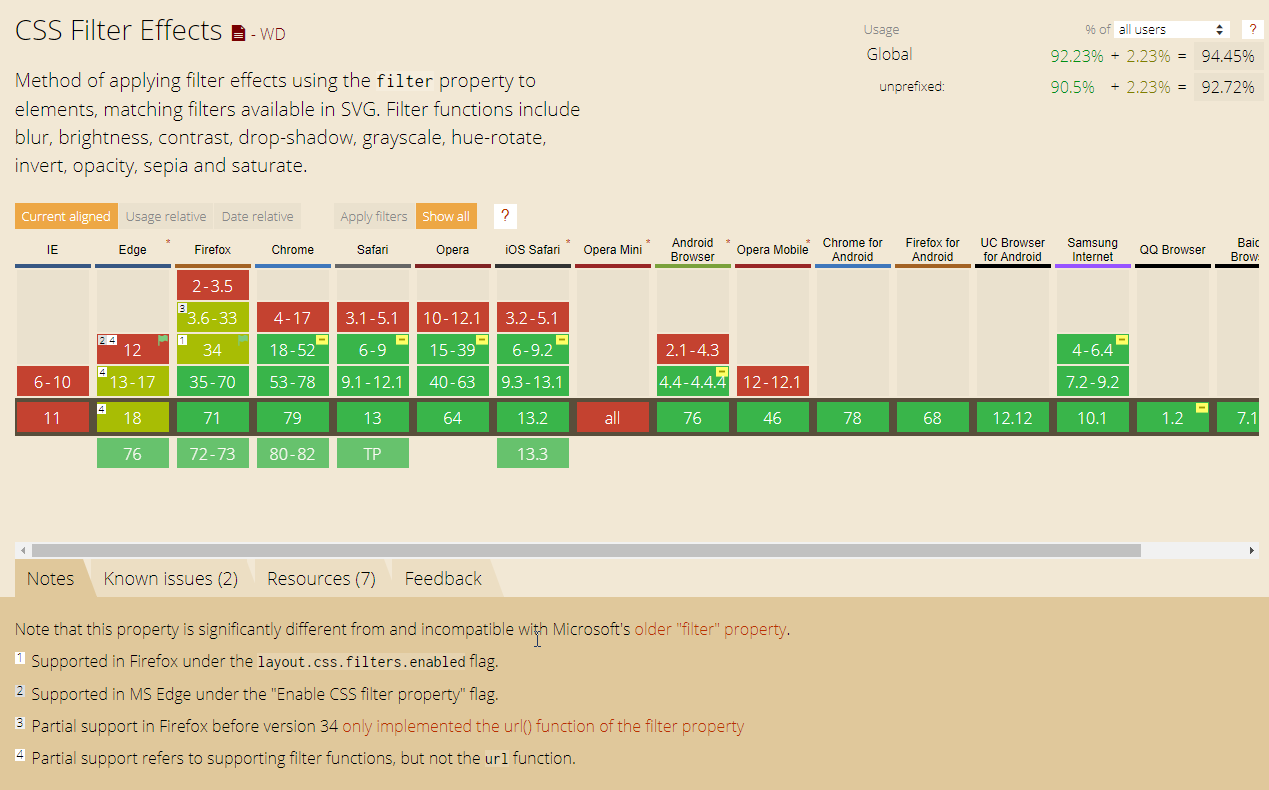 CSS Filter Effects - WD
Usage % of all users ?
Global 92.23% + 2.23% = 94.45%
unprefixed: 90.5% + 2.23% = 92.72%
Method of applying filter effects using the filter property to
elements, matching filters available in SVG. Filter functions include
blur, brightness, contrast, drop-shadow, grayscale, hue-rotate,
invert, opacity, sepia and saturate.
Current aligned Usage relative Date relative Apply filters Show all ?
IE Edge * Firefox Chrome Safari Opera iOS Safari * Opera Mini * Android Browser * Opera Mobile * Chrome for Android Firefox for Android UC Browser for Android Samsung Internet QQ Browser Baid Brows
2-3.5
3 3.6-33 4-17 3.1-5.1 10-12.1 3.2-5.1
2 4 12 1 34 18-52 6-9 15-39 6-9.2 2.1-4.3 4-6.4
6-10 4 13-17 35-70 53-78 9.1-12.1 40-63 9.3-13.1 4.4-4.4.4 12-12.1 7.2-9.2
11 4 18 71 79 13 64 13.2 all 76 46 78 68 12.12 10.1 1.2 7.1
76 72-73 80-82 TP 13.3
Notes Known issues (2) Resources (7) Feedback
Note that this property is significantly different from and incompatible with Microsoft's older "filter" property.
1 Supported in Firefox under the layout.css.filters.enabled flag.
2 Supported in MS Edge under the "Enable CSS filter property" flag.
3 Partial support in Firefox before version 34 only implemented the url() function of the filter property
4 Partial support refers to supporting filter functions, but not the url function.